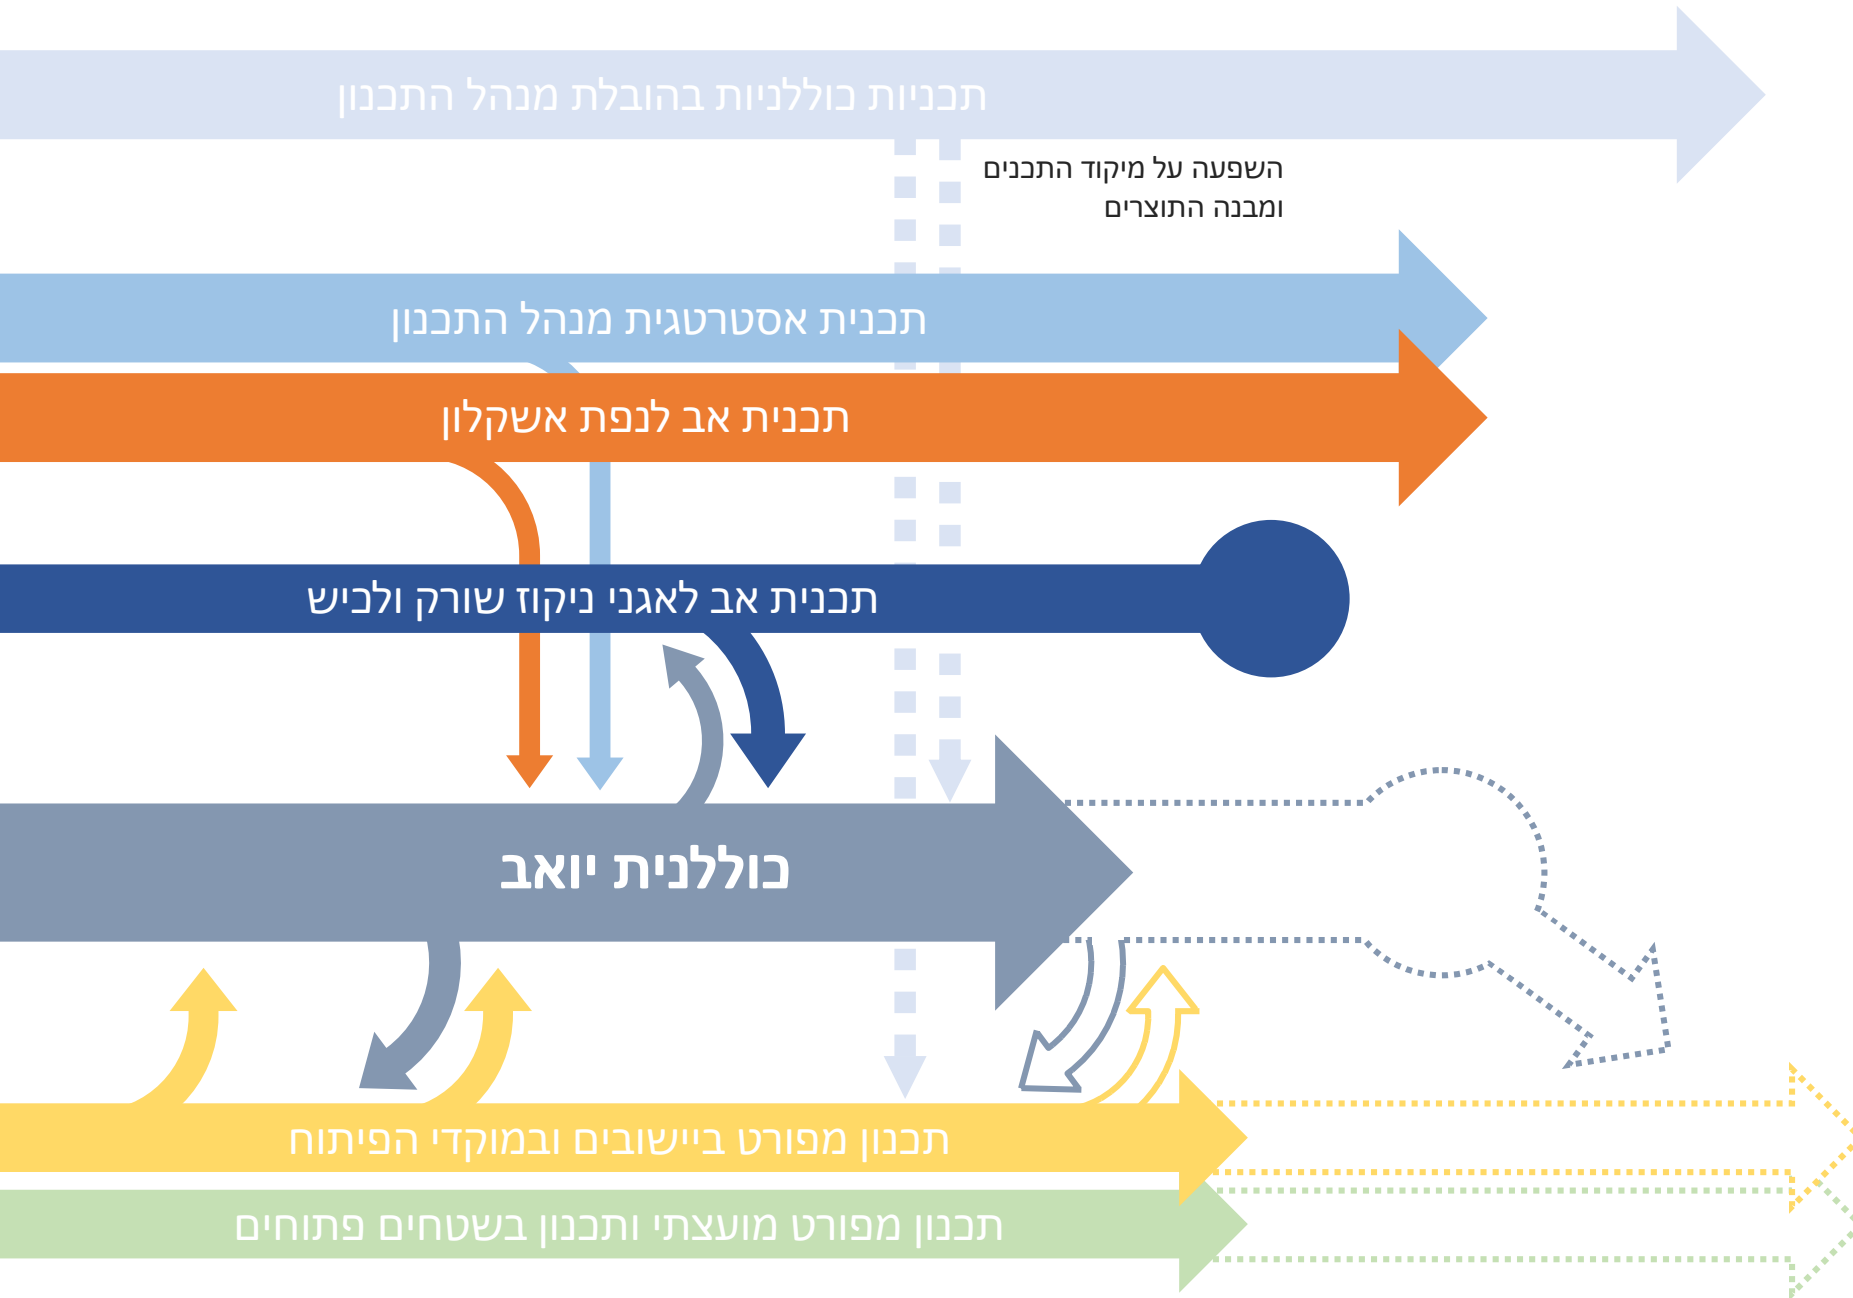 תכניות כוללניות בהובלת מנהל התכנון
השפעה על מיקוד התכנים
ומבנה התוצרים
תכנית אסטרטגית מנהל התכנון
תכנית אב לנפת אשקלון
תכנית אב לאגני ניקוז שורק ולכיש
כוללנית יואב
תכנון מפורט ביישובים ובמוקדי הפיתוח
תכנון מפורט מועצתי ותכנון בשטחים פתוחים